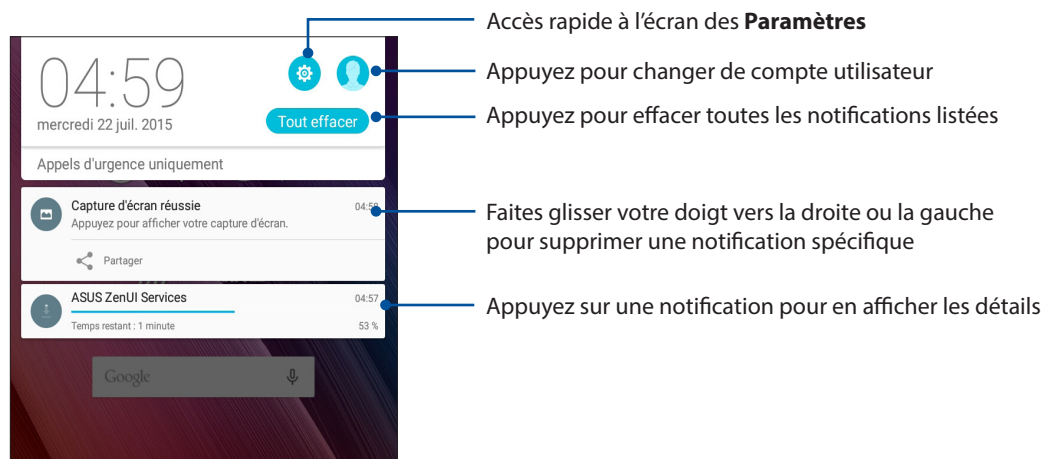 Accès rapide à l'écran des Paramètres
04:59
Appuyez pour changer de compte utilisateur
mercredi 22 juil. 2015
Tout effacer
Appuyez pour effacer toutes les notifications listées
Appels d'urgence uniquement
Capture d'écran réussie
Appuyez pour afficher votre capture d'écran.
Partager
Faites glisser votre doigt vers la droite ou la gauche
pour supprimer une notification spécifique
ASUS ZenUI Services
04:57
Temps restant : 1 minute
53 %
Appuyez sur une notification pour en afficher les détails
Google